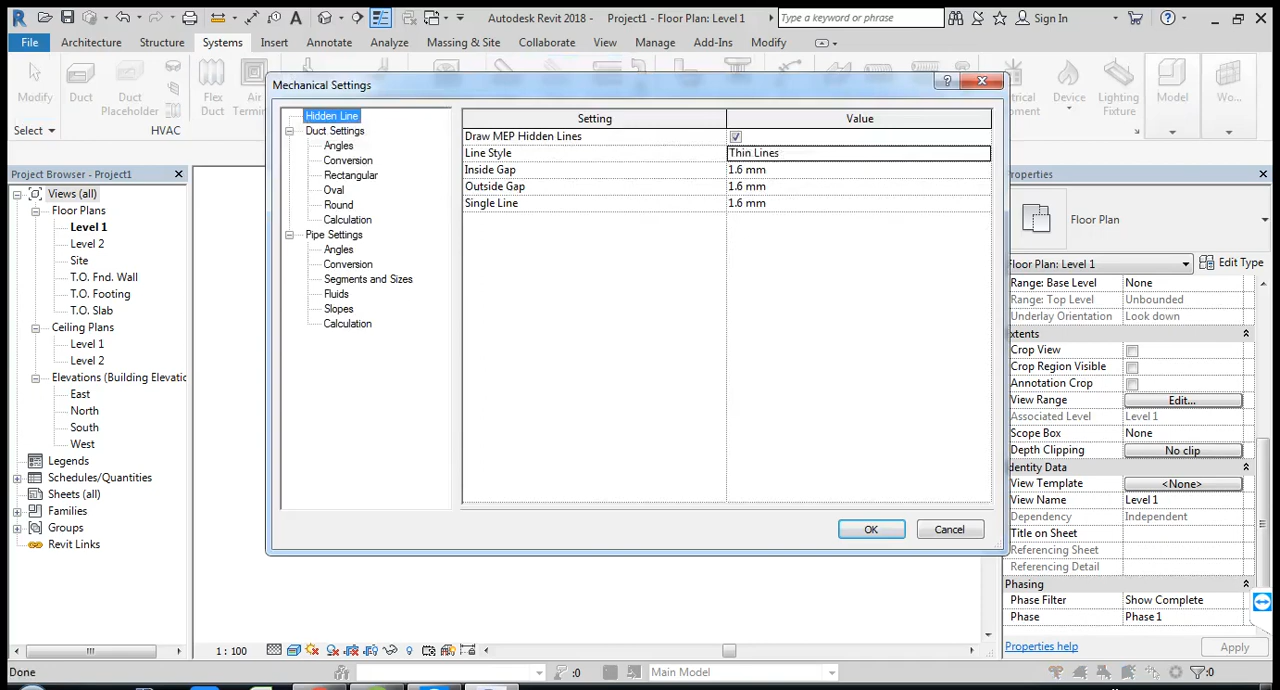 Autodesk Revit 2018 - Project1 - Floor Plan: Level 1
Type a keyword or phrase
Sign In
File Architecture Structure Systems Insert Annotate Analyze Massing & Site Collaborate View Manage Add-Ins Modify
Modify
Duct
Duct
Placeholder
Flex
Duct
Air
Device
Lighting
Fixture
Model
Wo...
Select
HVAC
Mechanical Settings
Hidden Line
Duct Settings
Angles
Conversion
Rectangular
Oval
Round
Calculation
Pipe Settings
Angles
Conversion
Segments and Sizes
Fluids
Slopes
Calculation
Setting Value
Draw MEP Hidden Lines
Line Style Thin Lines
Inside Gap 1.6 mm
Outside Gap 1.6 mm
Single Line 1.6 mm
OK Cancel
Project Browser - Project1
Views (all)
Floor Plans
Level 1
Level 2
Site
T.O. Fnd. Wall
T.O. Footing
T.O. Slab
Ceiling Plans
Level 1
Level 2
Elevations (Building Elevatic
East
North
South
West
Legends
Schedules/Quantities
Sheets (all)
Families
Groups
Revit Links
roperties
Floor Plan
Floor Plan: Level 1 Edit Type
Range: Base Level None
Range: Top Level Unbounded
Underlay Orientation Look down
xtents
Crop View
Crop Region Visible
Annotation Crop
View Range Edit...
Associated Level Level 1
Scope Box None
Depth Clipping No clip
dentity Data
View Template <None>
View Name Level 1
Dependency Independent
Title on Sheet
Referencing Sheet
Referencing Detail
Phasing
Phase Filter Show Complete
Phase Phase 1
Properties help Apply
1 : 100
Done
:0
Main Model
:0